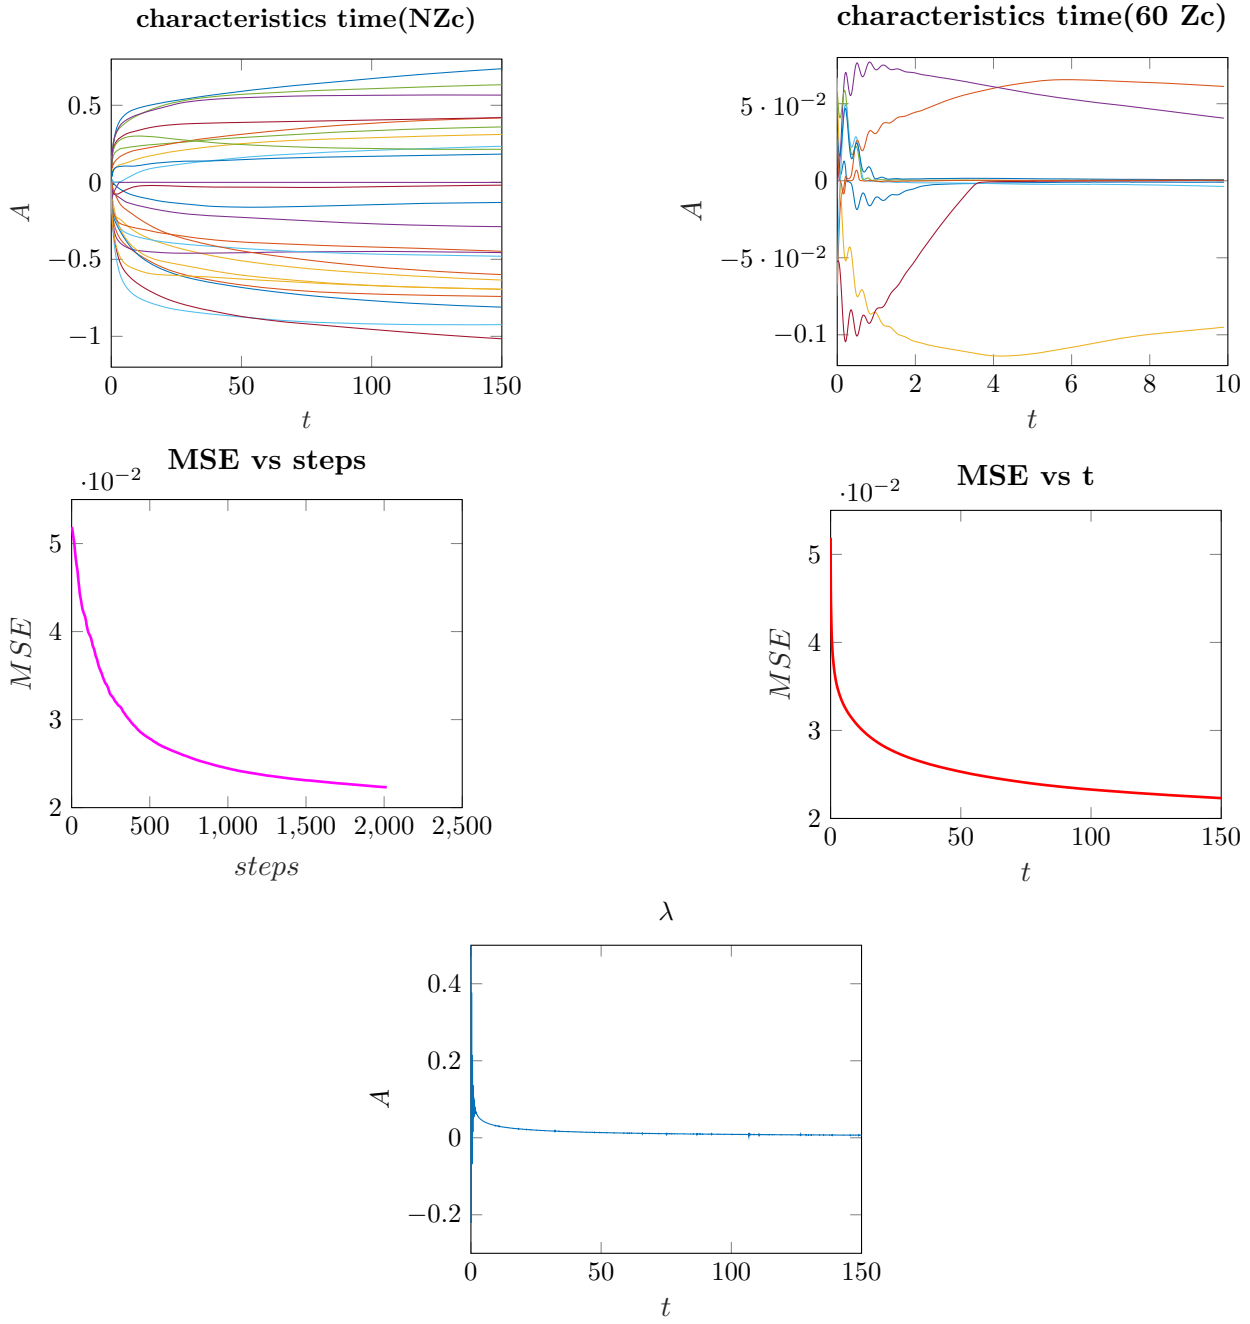 characteristics time(NZc)
0.5
0
−0.5
−1
A
0 50 100 150
t
characteristics time(60 Zc)
5 · 10⁻²
0
−5 · 10⁻²
−0.1
A
0 2 4 6 8 10
t
MSE vs steps
·10⁻²
5
4
3
2
MSE
0 500 1,000 1,500 2,000 2,500
steps
MSE vs t
·10⁻²
5
4
3
2
MSE
0 50 100 150
t
λ
0.4
0.2
0
−0.2
A
0 50 100 150
t